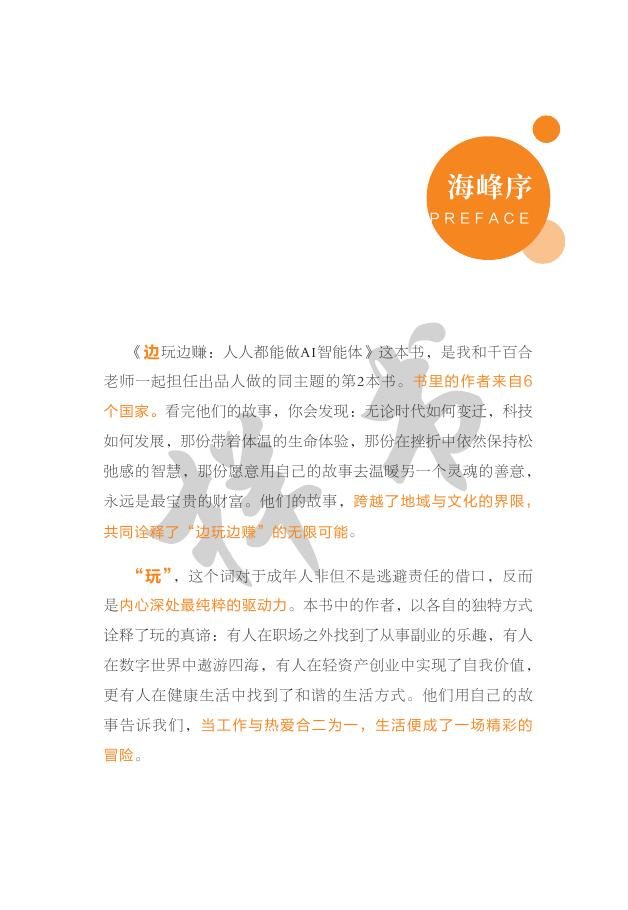 海峰序
PREFACE
《边玩边赚：人人都能做AI智能体》这本书，是我和千百合
老师一起担任出品人做的同主题的第2本书。书里的作者来自6
个国家。看完他们的故事，你会发现：无论时代如何变迁，科技
如何发展，那份带着体温的生命体验，那份在挫折中依然保持松
弛感的智慧，那份愿意用自己的故事去温暖另一个灵魂的善意，
永远是最宝贵的财富。他们的故事，跨越了地域与文化的界限，
共同诠释了“边玩边赚”的无限可能。
“玩”，这个词对于成年人非但不是逃避责任的借口，反而
是内心深处最纯粹的驱动力。本书中的作者，以各自的独特方式
诠释了玩的真谛：有人在职场之外找到了从事副业的乐趣，有人
在数字世界中遨游四海，有人在轻资产创业中实现了自我价值，
更有人在健康生活中找到了和谐的生活方式。他们用自己的故
事告诉我们，当工作与热爱合二为一，生活便成了一场精彩的
冒险。
样书